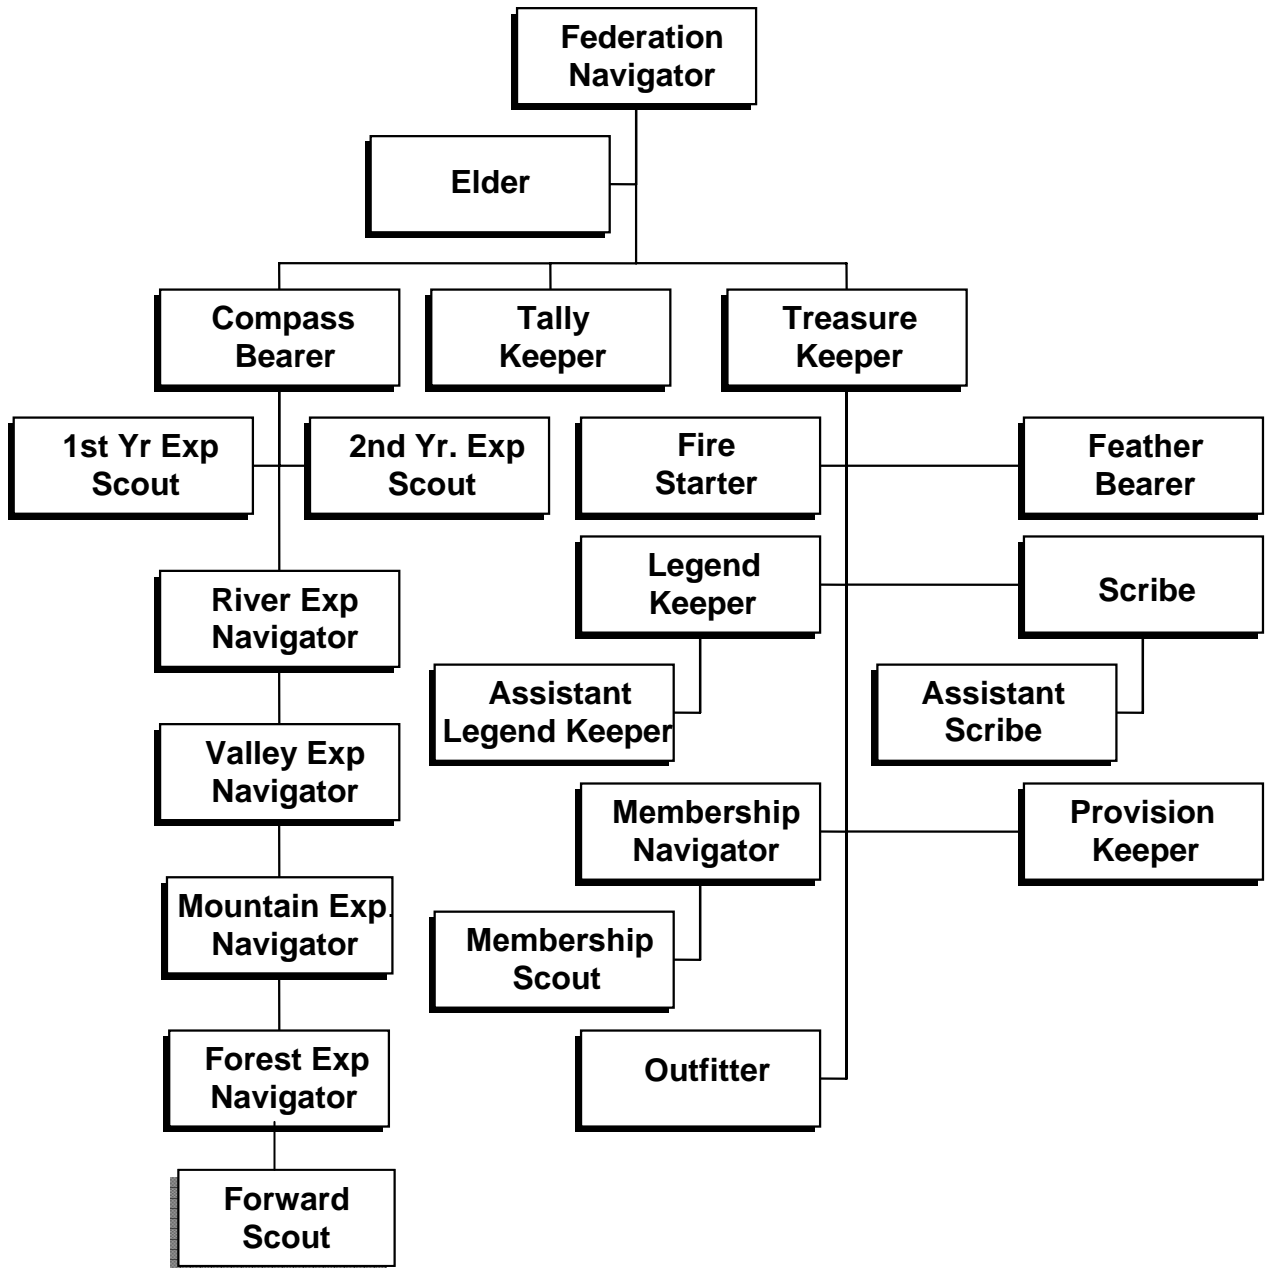 Federation
Navigator
Elder
Compass
Bearer
Tally
Keeper
Treasure
Keeper
1st Yr Exp
Scout
2nd Yr. Exp
Scout
Fire
Starter
Feather
Bearer
Legend
Keeper
Scribe
River Exp
Navigator
Assistant
Legend Keeper
Assistant
Scribe
Valley Exp
Navigator
Membership
Navigator
Provision
Keeper
Mountain Exp.
Navigator
Membership
Scout
Forest Exp
Navigator
Outfitter
Forward
Scout